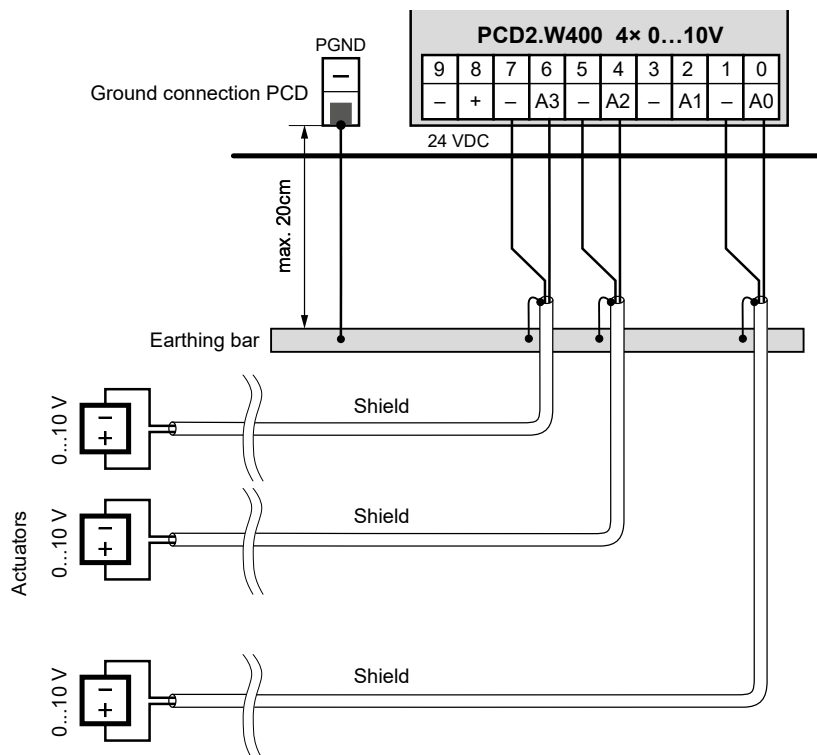 PCD2.W400 4× 0...10V
PGND
9 8 7 6 5 4 3 2 1 0
–
Ground connection PCD
– + – A3 – A2 – A1 – A0
24 VDC
max. 20cm
Earthing bar
0...10 V
–
+
Shield
Actuators
0...10 V
–
+
Shield
0...10 V
–
+
Shield